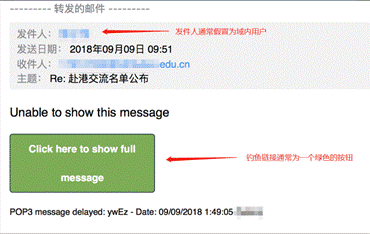 ---------- 转发的邮件 ---------
发件人：
发件人通常假冒为域内用户
发送日期： 2018年09月09日 09:51
收件人： edu.cn
主题： Re: 赴港交流名单公布
Unable to show this message
Click here to show full
message
钓鱼链接通常为一个绿色的按钮
POP3 message delayed: ywEz - Date: 09/09/2018 1:49:05